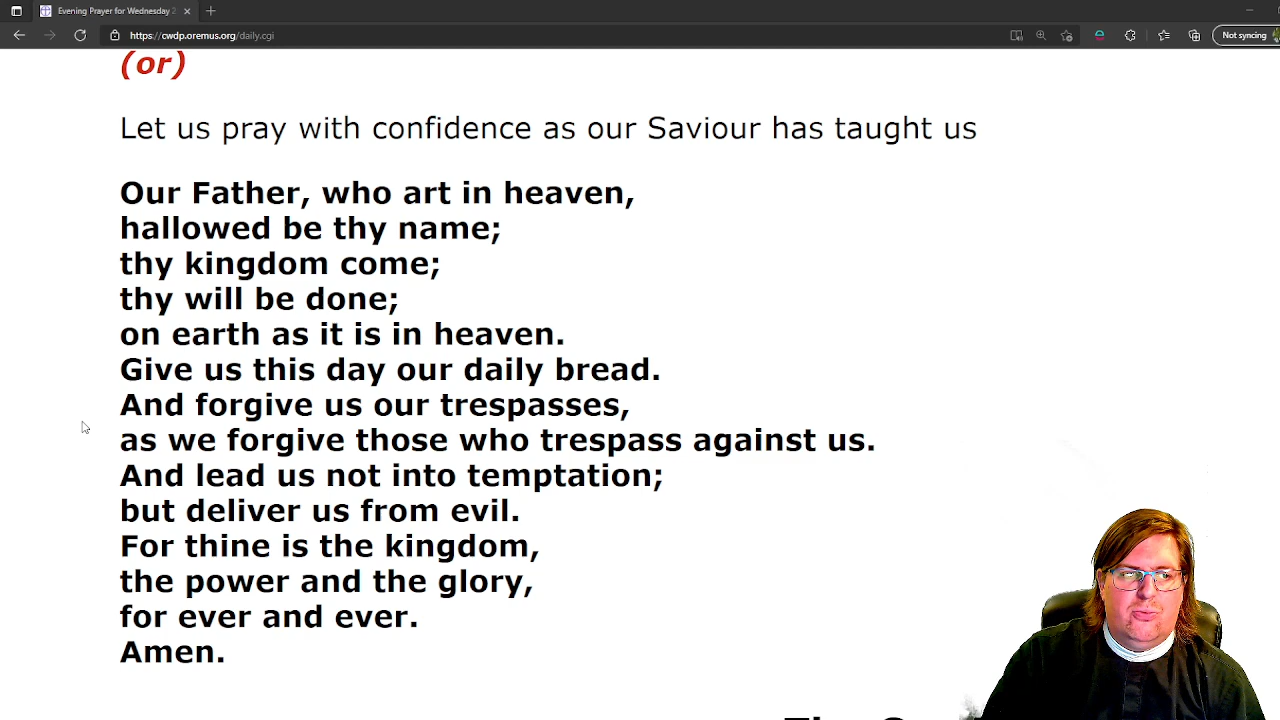 Evening Prayer for Wednesday 2
https://cwdp.oremus.org/daily.cgi
Not syncing
(or)
Let us pray with confidence as our Saviour has taught us
Our Father, who art in heaven,
hallowed be thy name;
thy kingdom come;
thy will be done;
on earth as it is in heaven.
Give us this day our daily bread.
And forgive us our trespasses,
as we forgive those who trespass against us.
And lead us not into temptation;
but deliver us from evil.
For thine is the kingdom,
the power and the glory,
for ever and ever.
Amen.